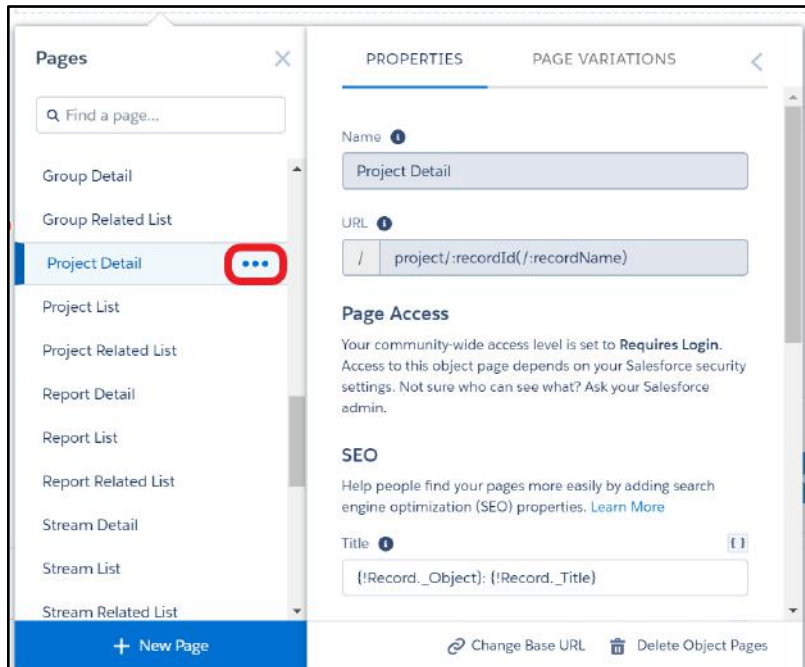 Pages
Find a page...
Group Detail
Group Related List
Project Detail
Project List
Project Related List
Report Detail
Report List
Report Related List
Stream Detail
Stream List
Stream Related List
+ New Page
PROPERTIES PAGE VARIATIONS
Name
Project Detail
URL
/ project/:recordId(/:recordName)
Page Access
Your community-wide access level is set to Requires Login.
Access to this object page depends on your Salesforce security
settings. Not sure who can see what? Ask your Salesforce
admin.
SEO
Help people find your pages more easily by adding search
engine optimization (SEO) properties. Learn More
Title { }
{!Record._Object}: {!Record._Title}
Change Base URL Delete Object Pages